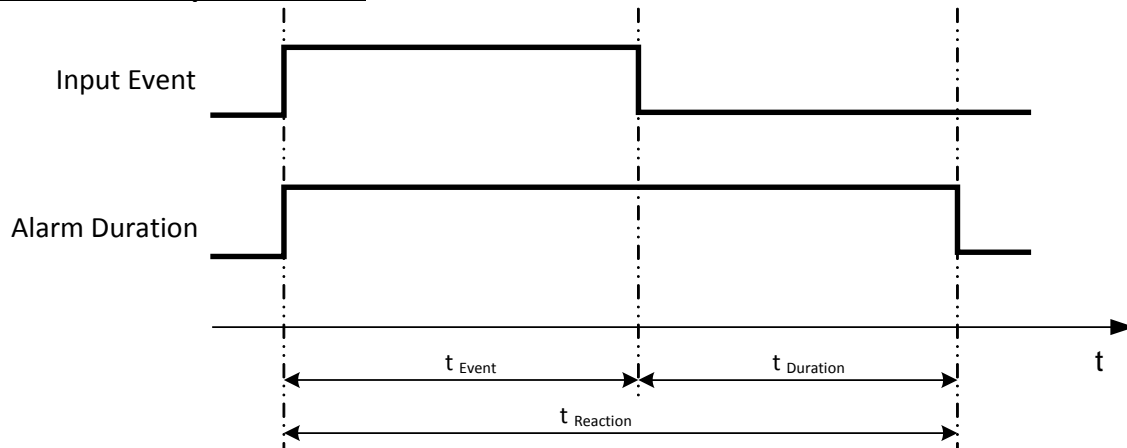 Input Event
Alarm Duration
t
t Event
t Duration
t Reaction